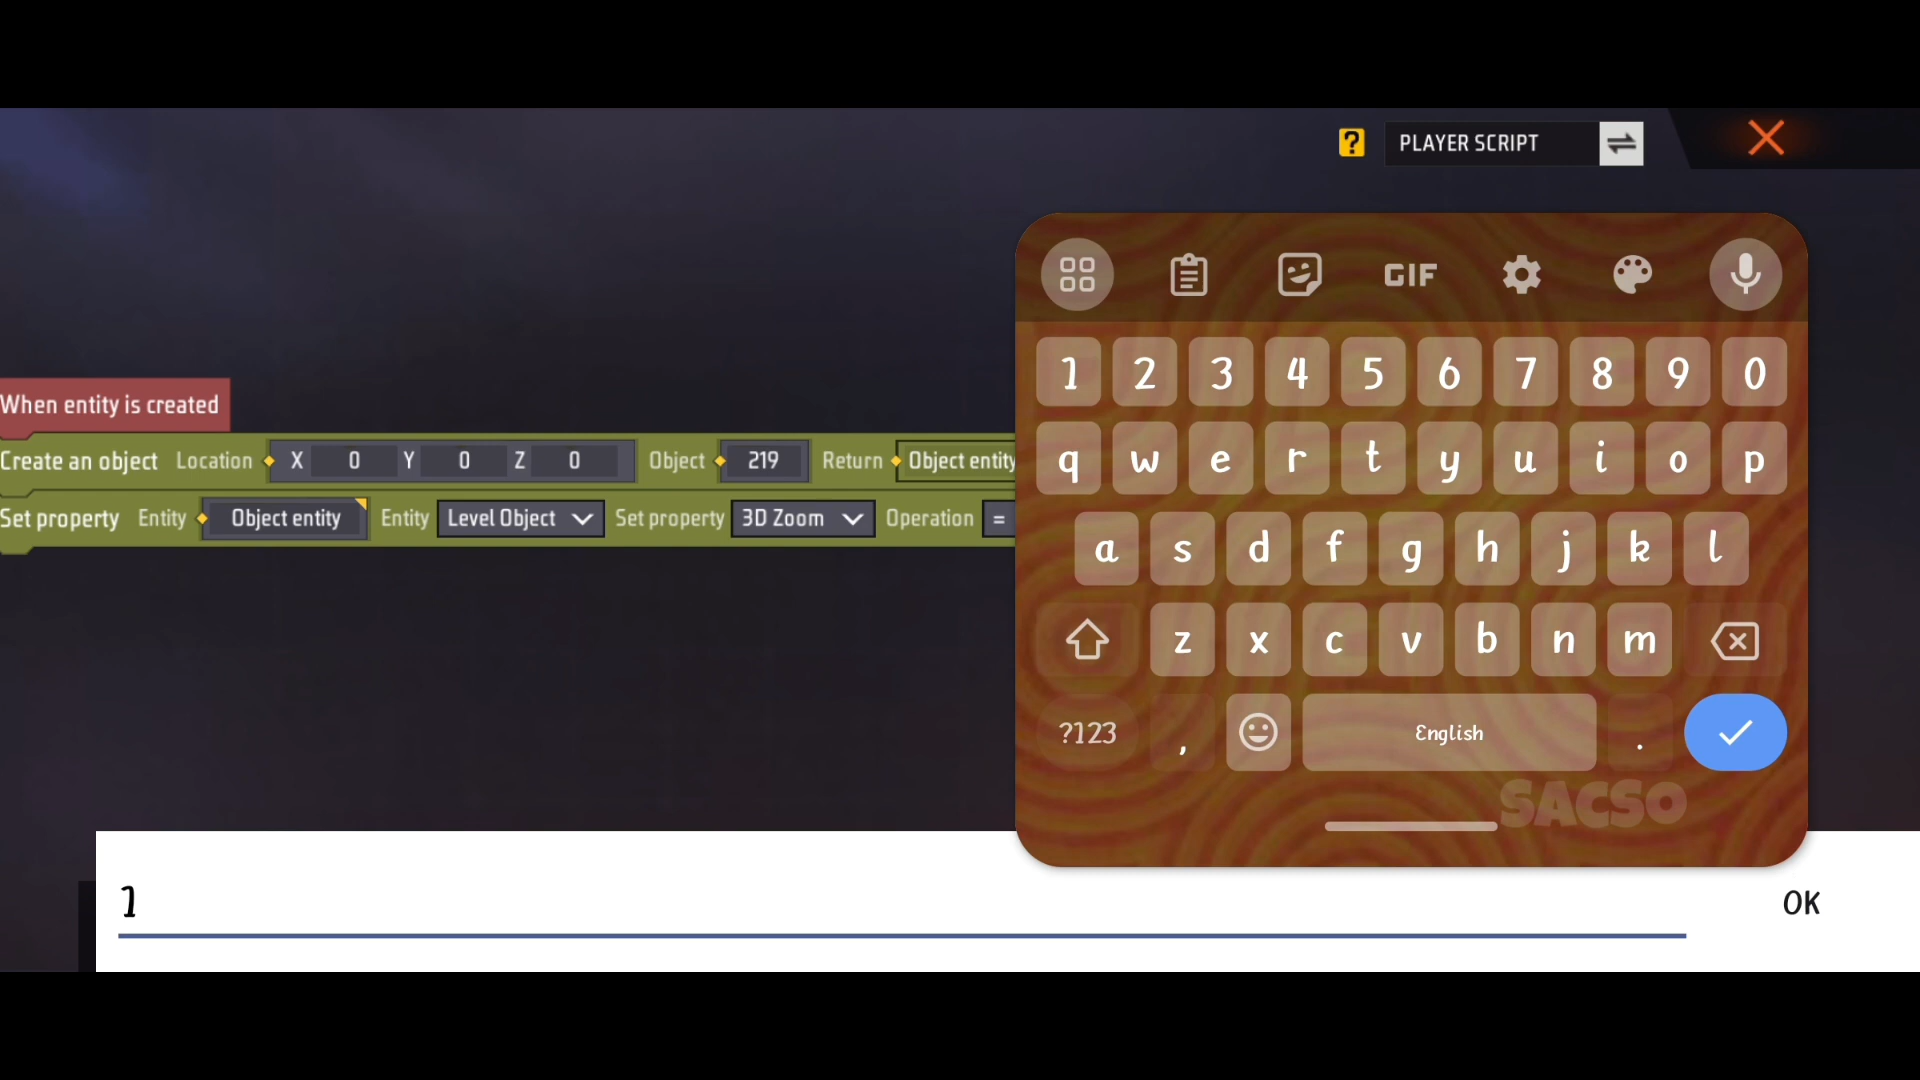 ?
PLAYER SCRIPT
GIF
1 2 3 4 5 6 7 8 9 0
When entity is created
Create an object Location X 0 Y 0 Z 0 Object 219 Return Object entity
q w e r t y u i o p
Set property Entity Object entity Entity Level Object Set property 3D Zoom Operation =
a s d f g h j k l
z x c v b n m
?123 , English .
SACSO
1
OK